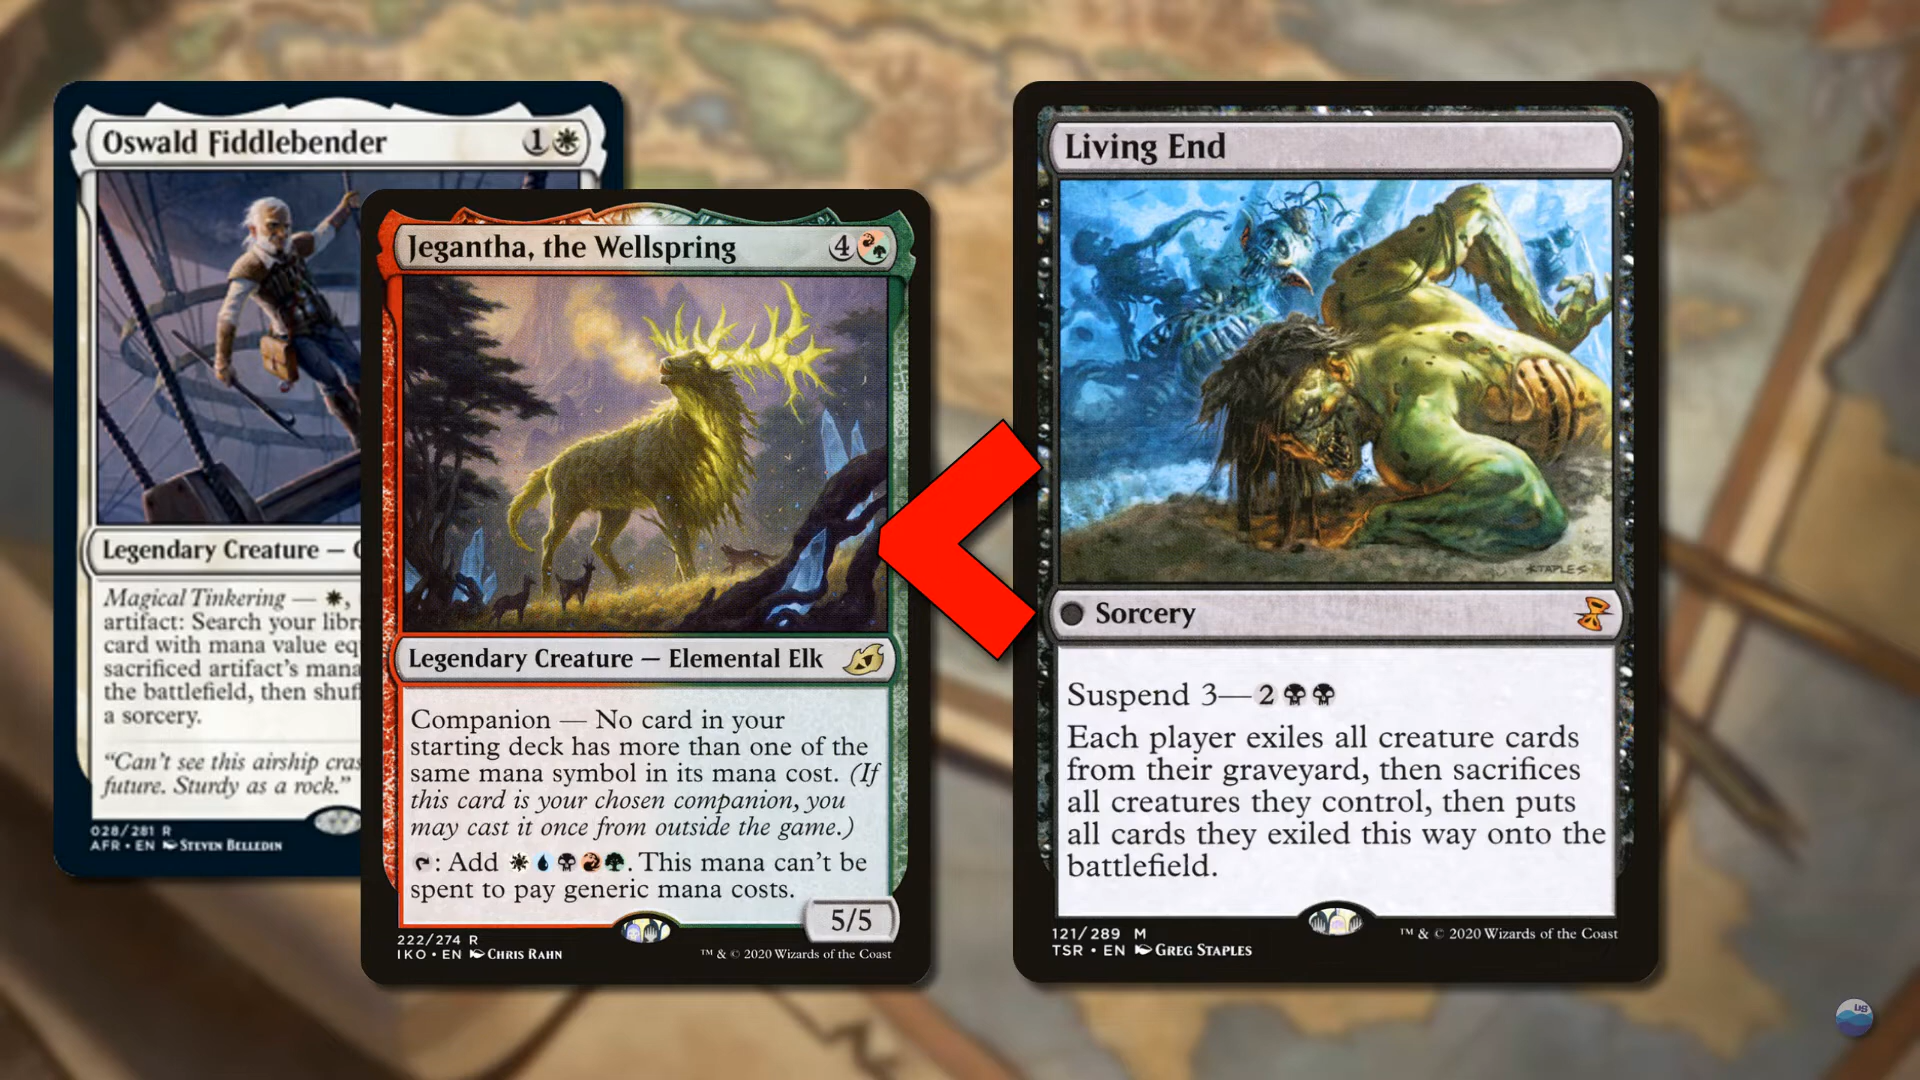 Oswald Fiddlebender 1
Legendary Creature —
Magical Tinkering —
artifact: Search your
card with mana value
sacrificed artifact's mana
the battlefield, then
a sorcery.
"Can't see this airship
future. Sturdy as a rock."
028/281 R
AFR • EN STEVEN BELLEDIN
Jegantha, the Wellspring 4
Legendary Creature — Elemental Elk
Companion — No card in your
starting deck has more than one of the
same mana symbol in its mana cost. (If
this card is your chosen companion, you
may cast it once from outside the game.)
: Add . This mana can't be
spent to pay generic mana costs.
5/5
222/274 R
IKO • EN CHRIS RAHN
™ & © 2020 Wizards of the Coast
Living End
STAPLES
Sorcery
Suspend 3—2
Each player exiles all creature cards
from their graveyard, then sacrifices
all creatures they control, then puts
all cards they exiled this way onto the
battlefield.
121/289 M
TSR • EN GREG STAPLES
™ & © 2020 Wizards of the Coast